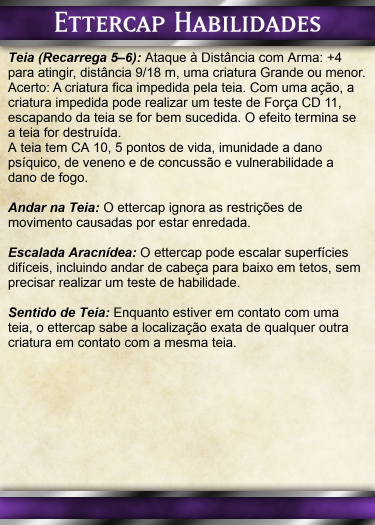 Ettercap Habilidades
Teia (Recarrega 5–6): Ataque à Distância com Arma: +4
para atingir, distância 9/18 m, uma criatura Grande ou menor.
Acerto: A criatura fica impedida pela teia. Com uma ação, a
criatura impedida pode realizar um teste de Força CD 11,
escapando da teia se for bem sucedida. O efeito termina se
a teia for destruída.
A teia tem CA 10, 5 pontos de vida, imunidade a dano
psíquico, de veneno e de concussão e vulnerabilidade a
dano de fogo.
Andar na Teia: O ettercap ignora as restrições de
movimento causadas por estar enredada.
Escalada Aracnídea: O ettercap pode escalar superfícies
difíceis, incluindo andar de cabeça para baixo em tetos, sem
precisar realizar um teste de habilidade.
Sentido de Teia: Enquanto estiver em contato com uma
teia, o ettercap sabe a localização exata de qualquer outra
criatura em contato com a mesma teia.